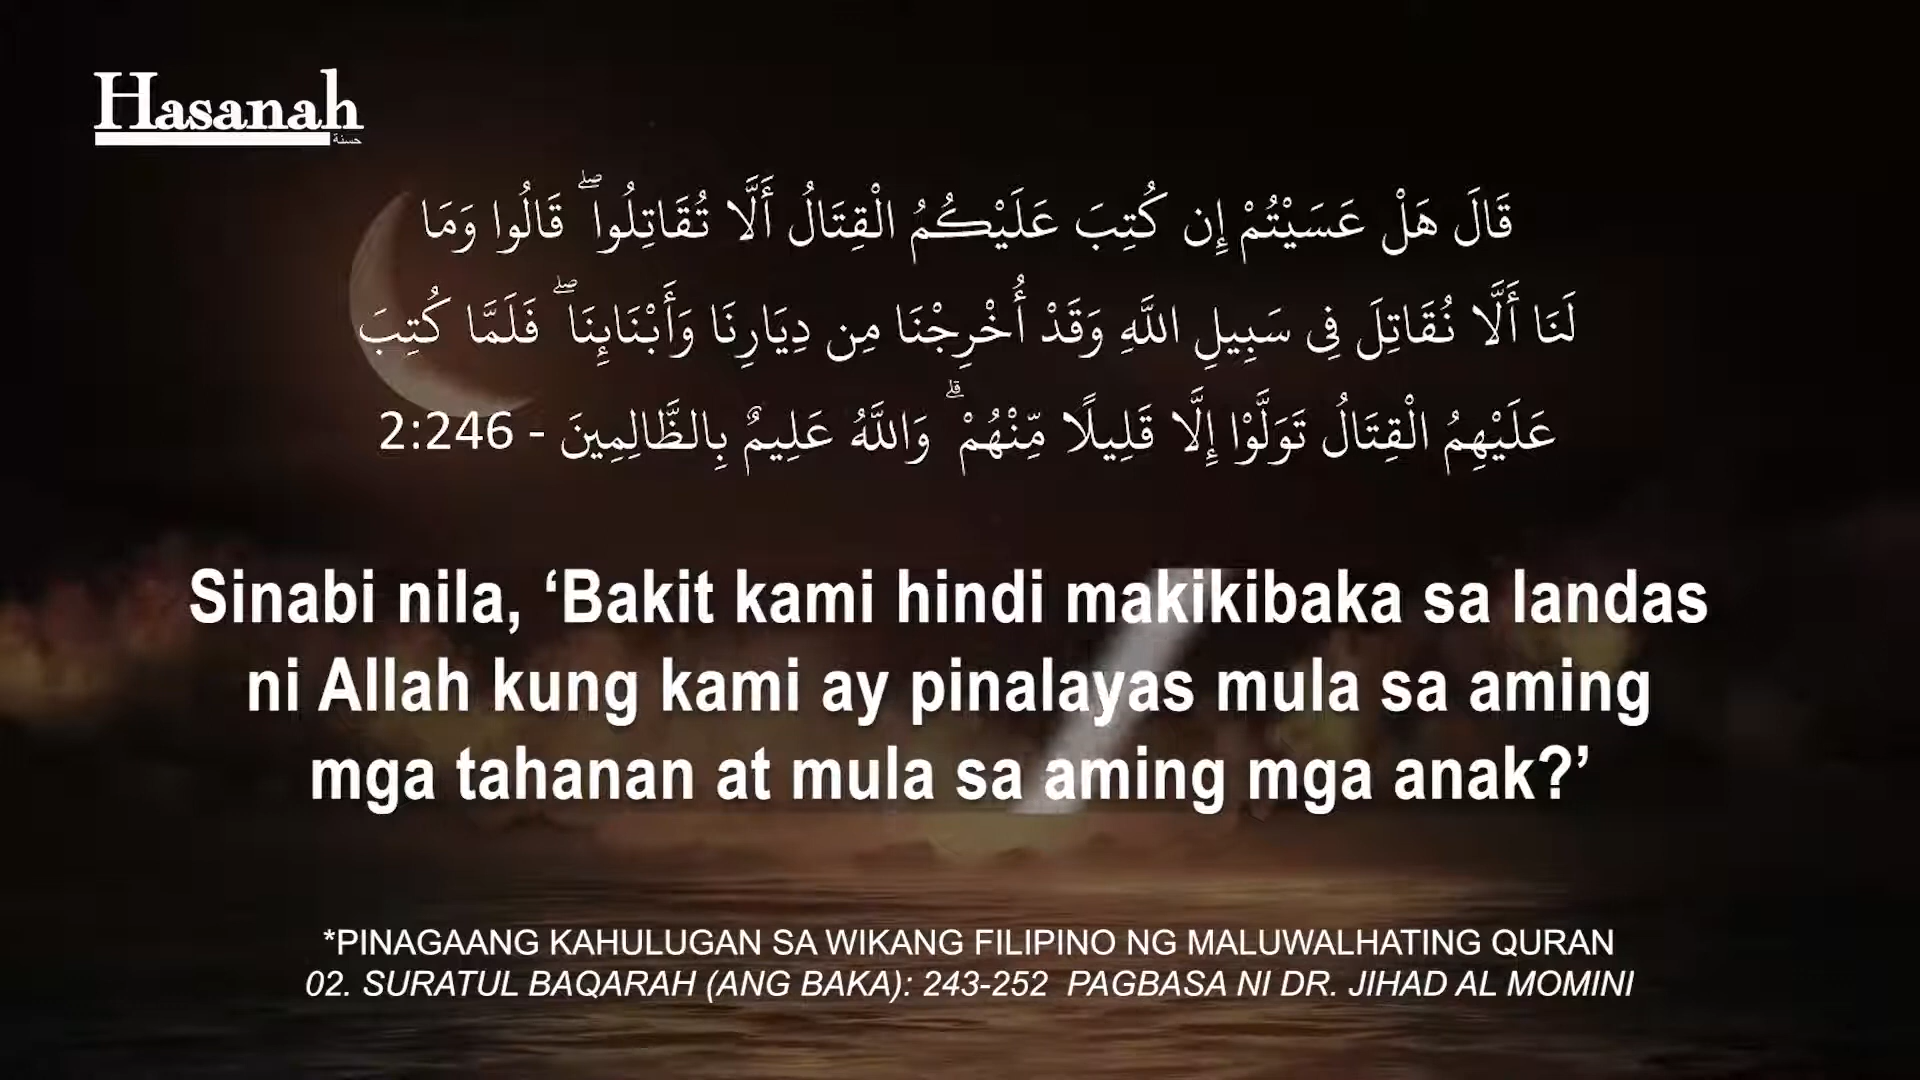 Hasanah
حسنة
قَالَ هَلْ عَسَيْتُمْ إِن كُتِبَ عَلَيْكُمُ الْقِتَالُ أَلَّا تُقَاتِلُوا ۖ قَالُوا وَمَا
لَنَا أَلَّا نُقَاتِلَ فِى سَبِيلِ اللَّهِ وَقَدْ أُخْرِجْنَا مِن دِيَارِنَا وَأَبْنَائِنَا ۖ فَلَمَّا كُتِبَ
عَلَيْهِمُ الْقِتَالُ تَوَلَّوْا إِلَّا قَلِيلًا مِّنْهُمْ ۗ وَاللَّهُ عَلِيمٌ بِالظَّالِمِينَ - 2:246
Sinabi nila, ‘Bakit kami hindi makikibaka sa landas
ni Allah kung kami ay pinalayas mula sa aming
mga tahanan at mula sa aming mga anak?’
*PINAGAANG KAHULUGAN SA WIKANG FILIPINO NG MALUWALHATING QURAN
02. SURATUL BAQARAH (ANG BAKA): 243-252 PAGBASA NI DR. JIHAD AL MOMINI